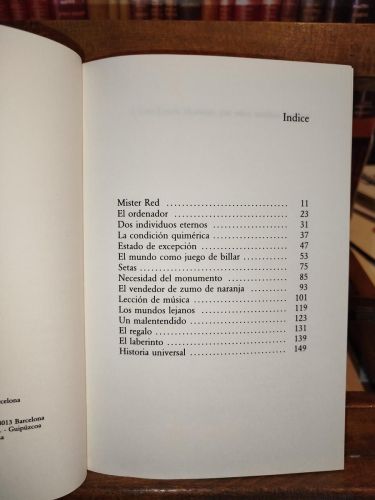 rcelona
0013 Barcelona
- Guipúzcoa
Indice
Mister Red 11
El ordenador 23
Dos individuos eternos 31
La condición quimérica 37
Estado de excepción 47
El mundo como juego de billar 53
Setas 75
Necesidad del monumento 85
El vendedor de zumo de naranja 93
Lección de música 101
Los mundos lejanos 119
Un malentendido 123
El regalo 131
El laberinto 139
Historia universal 149